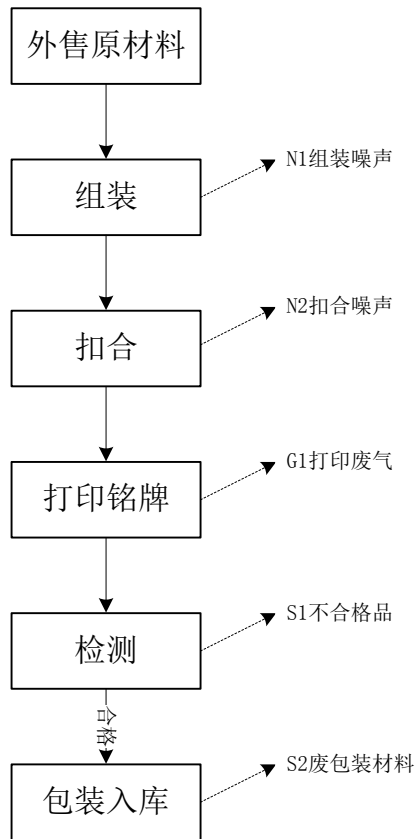 外售原材料
组装
N1组装噪声
扣合
N2扣合噪声
打印铭牌
G1打印废气
检测
S1不合格品
合格
包装入库
S2废包装材料